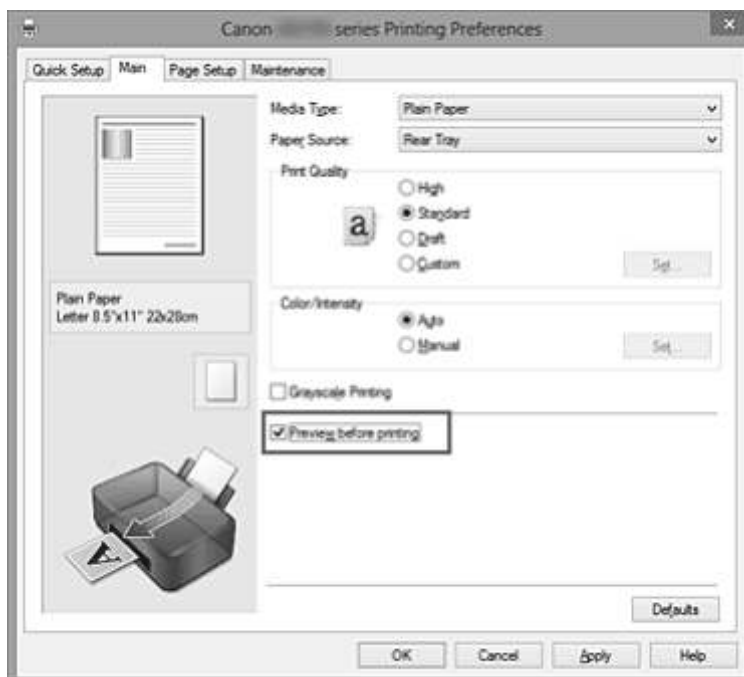 Canon series Printing Preferences
Quick Setup Main Page Setup Maintenance
Media Type: Plain Paper
Paper Source: Rear Tray
Print Quality
High
a Standard
Draft
Custom Set...
Plain Paper
Letter 8.5"x11" 22x28cm
Color/Intensity
Auto
Manual Set...
Grayscale Printing
Preview before printing
A
Defaults
OK Cancel Apply Help